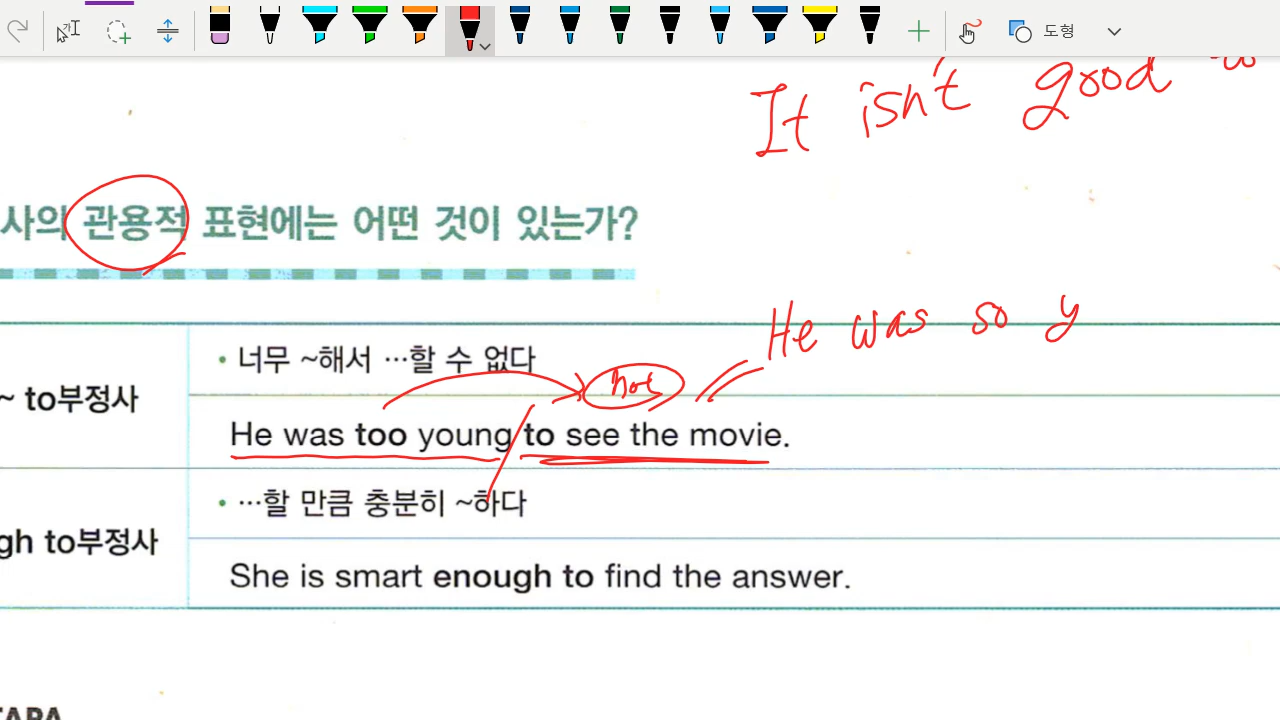 도형
It isn't good to
사의 관용적 표현에는 어떤 것이 있는가?
He was so y
~ to부정사
• 너무 ~해서 …할 수 없다
not
He was too young to see the movie.
gh to부정사
• …할 만큼 충분히 ~하다
She is smart enough to find the answer.